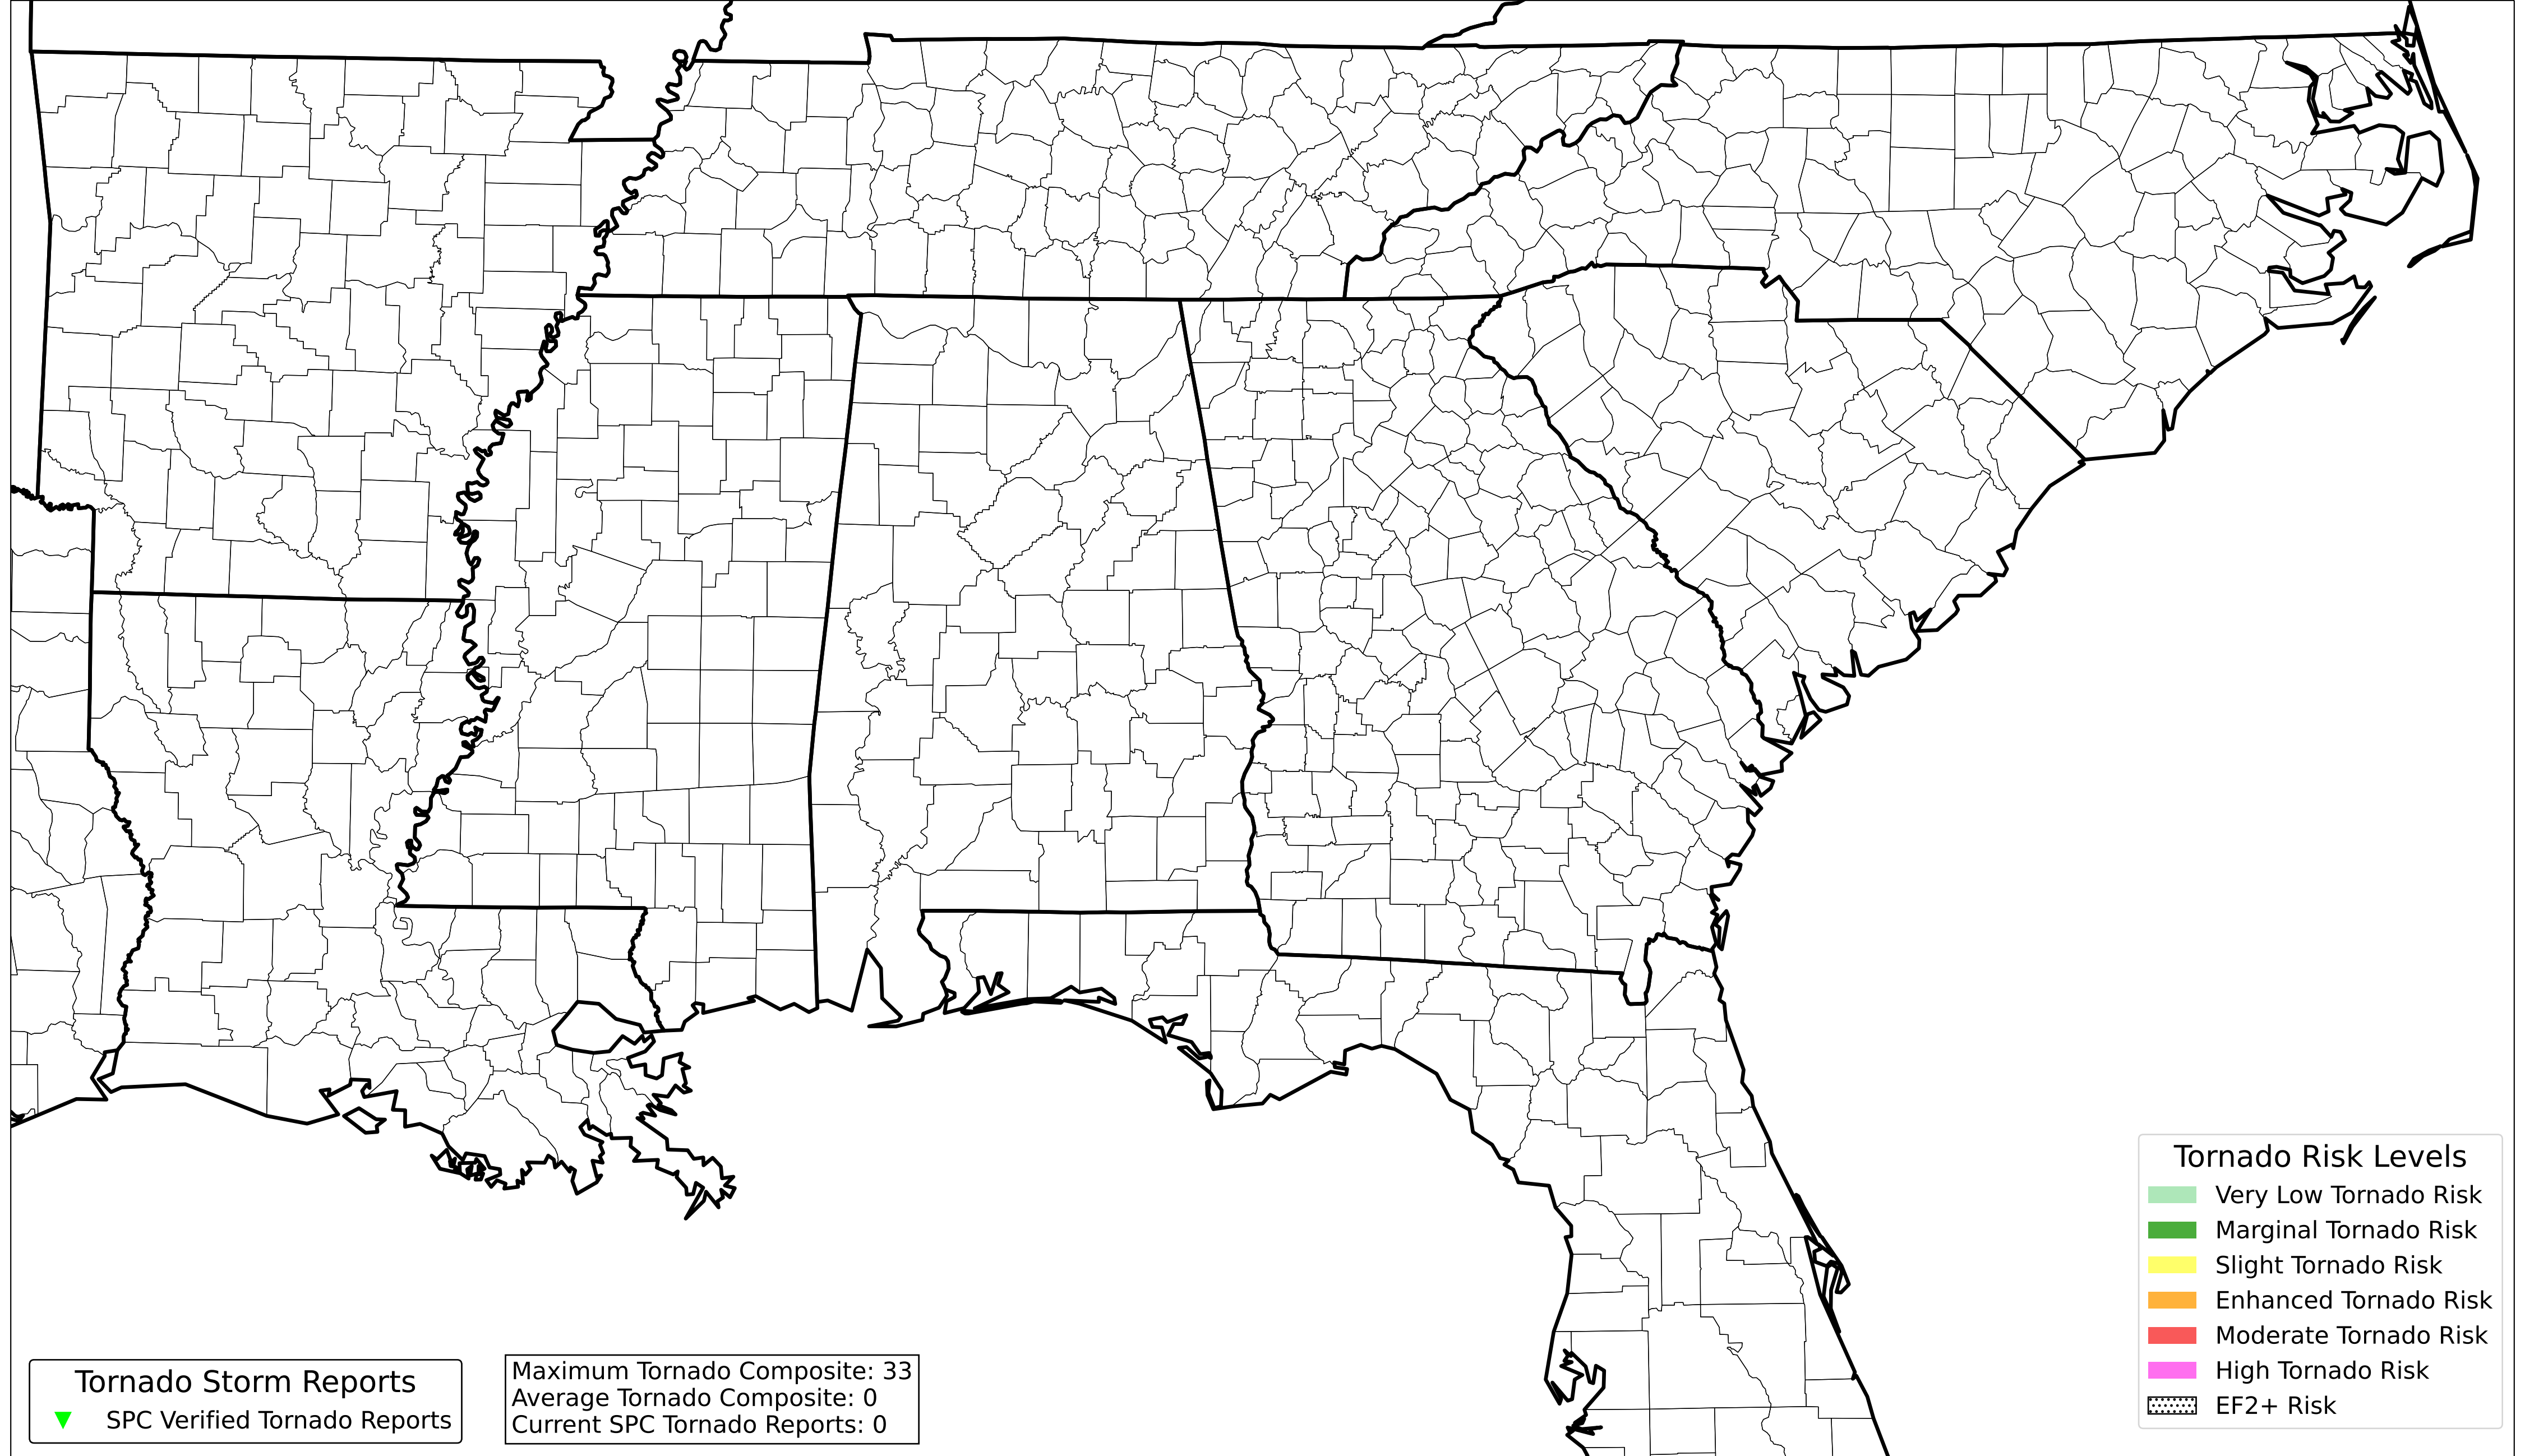 Tornado Storm Reports
SPC Verified Tornado Reports
Maximum Tornado Composite: 33
Average Tornado Composite: 0
Current SPC Tornado Reports: 0
Tornado Risk Levels
Very Low Tornado Risk
Marginal Tornado Risk
Slight Tornado Risk
Enhanced Tornado Risk
Moderate Tornado Risk
High Tornado Risk
EF2+ Risk